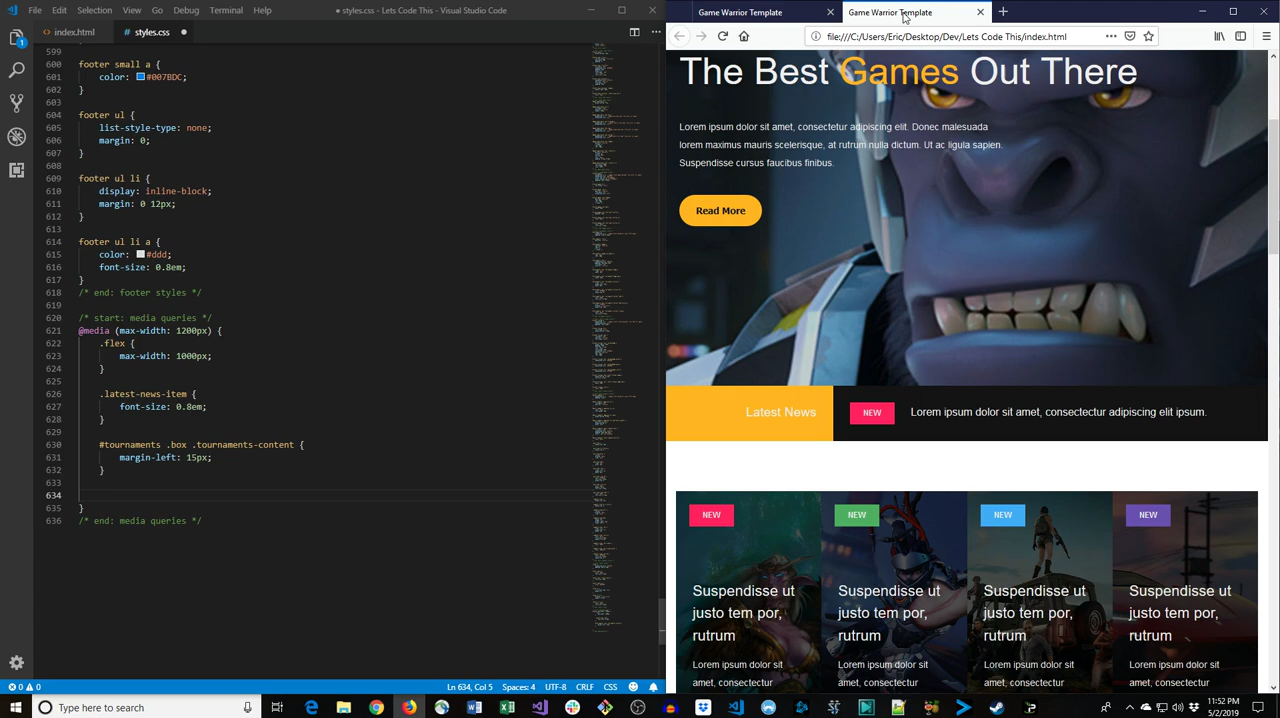 File Edit Selection View Go Debug Terminal Help
● styles.css - Lets Code This - Visual Studio Code
index.html
styles.css
1
599
600 footer small a{
601 color: #007bff;
602 }
603
604 footer ul {
605 list-style-type: none;
606 margin: 0 auto;
607 }
608
609 footer ul li {
610 display: inline-block;
611 margin: 0 12px;
612 }
613
614 footer ul li a {
615 color: #ddd;
616 font-size: 0.8em;
617 }
618 /* end: footer sections */
619
620 /* start: media queries */
621 @media (max-width: 1200px) {
622 .flex {
623 max-width: 1000px;
624 }
625
626 .latest-news-item {
627 font-size: 0.9em;
628 }
629
630 #tournaments .box .tournaments-content {
631 margin-left: 15px;
632 }
633
634
635 }
636 /* end: media quers */
0 0
Ln 634, Col 5
Spaces: 4
UTF-8
CRLF
CSS
Game Warrior Template
Game Warrior Template
file:///C:/Users/Eric/Desktop/Dev/Lets Code This/index.html
The Best Games Out There
Lorem ipsum dolor sit amet, consectetur adipiscing elit. Donec malesuada
lorem maximus mauris scelerisque, at rutrum nulla dictum. Ut ac ligula sapien.
Suspendisse cursus faucibus finibus.
Read More
Latest News
NEW
Lorem ipsum dolor sit amet, consectetur adipiscing elit ipsum.
NEW
Suspendisse ut
justo tem por,
rutrum
Lorem ipsum dolor sit
amet, consectetur
NEW
Suspendisse ut
justo tem por,
rutrum
Lorem ipsum dolor sit
amet, consectetur
NEW
Suspendisse ut
justo tem por,
rutrum
Lorem ipsum dolor sit
amet, consectetur
NEW
Suspendisse ut
justo tem por,
rutrum
Lorem ipsum dolor sit
amet, consectetur
Type here to search
11:52 PM
5/2/2019